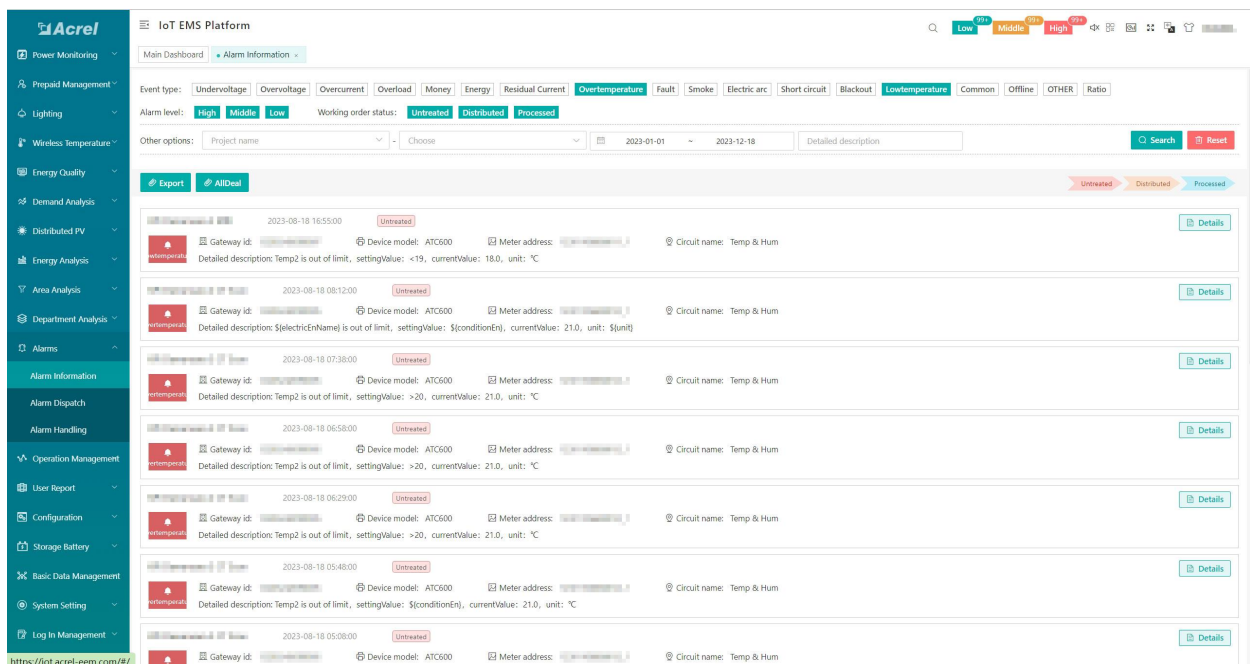 Acrel
IoT EMS Platform
Low 99+ Middle 99+ High 99+
Main Dashboard Alarm Information ×
Power Monitoring
Prepaid Management
Lighting
Wireless Temperature
Energy Quality
Demand Analysis
Distributed PV
Energy Analysis
Area Analysis
Department Analysis
Alarms
Alarm Information
Alarm Dispatch
Alarm Handling
Operation Management
User Report
Configuration
Storage Battery
Basic Data Management
System Setting
Log In Management
https://iot.acrel-eem.com/#/
Event type: Undervoltage Overvoltage Overcurrent Overload Money Energy Residual Current Overtemperature Fault Smoke Electric arc Short circuit Blackout Lowtemperature Common Offline OTHER Ratio
Alarm level: High Middle Low Working order status: Untreated Distributed Processed
Other options: Project name - Choose 2023-01-01 ~ 2023-12-18 Detailed description Search Reset
Export AllDeal Untreated Distributed Processed
2023-08-18 16:55:00 Untreated Details
Gateway id: Device model: ATC600 Meter address: Circuit name: Temp & Hum
owtemperatu Detailed description: Temp2 is out of limit, settingValue: <19, currentValue: 18.0, unit: ℃
2023-08-18 08:12:00 Untreated Details
Gateway id: Device model: ATC600 Meter address: Circuit name: Temp & Hum
vertemperatu Detailed description: ${electricEnName} is out of limit, settingValue: ${conditionEn}, currentValue: 21.0, unit: ${unit}
2023-08-18 07:38:00 Untreated Details
Gateway id: Device model: ATC600 Meter address: Circuit name: Temp & Hum
vertemperatu Detailed description: Temp2 is out of limit, settingValue: >20, currentValue: 21.0, unit: ℃
2023-08-18 06:58:00 Untreated Details
Gateway id: Device model: ATC600 Meter address: Circuit name: Temp & Hum
vertemperatu Detailed description: Temp2 is out of limit, settingValue: >20, currentValue: 21.0, unit: ℃
2023-08-18 06:29:00 Untreated Details
Gateway id: Device model: ATC600 Meter address: Circuit name: Temp & Hum
vertemperatu Detailed description: Temp2 is out of limit, settingValue: >20, currentValue: 21.0, unit: ℃
2023-08-18 05:48:00 Untreated Details
Gateway id: Device model: ATC600 Meter address: Circuit name: Temp & Hum
vertemperatu Detailed description: Temp2 is out of limit, settingValue: ${conditionEn}, currentValue: 21.0, unit: ℃
2023-08-18 05:08:00 Untreated Details
Gateway id: Device model: ATC600 Meter address: Circuit name: Temp & Hum